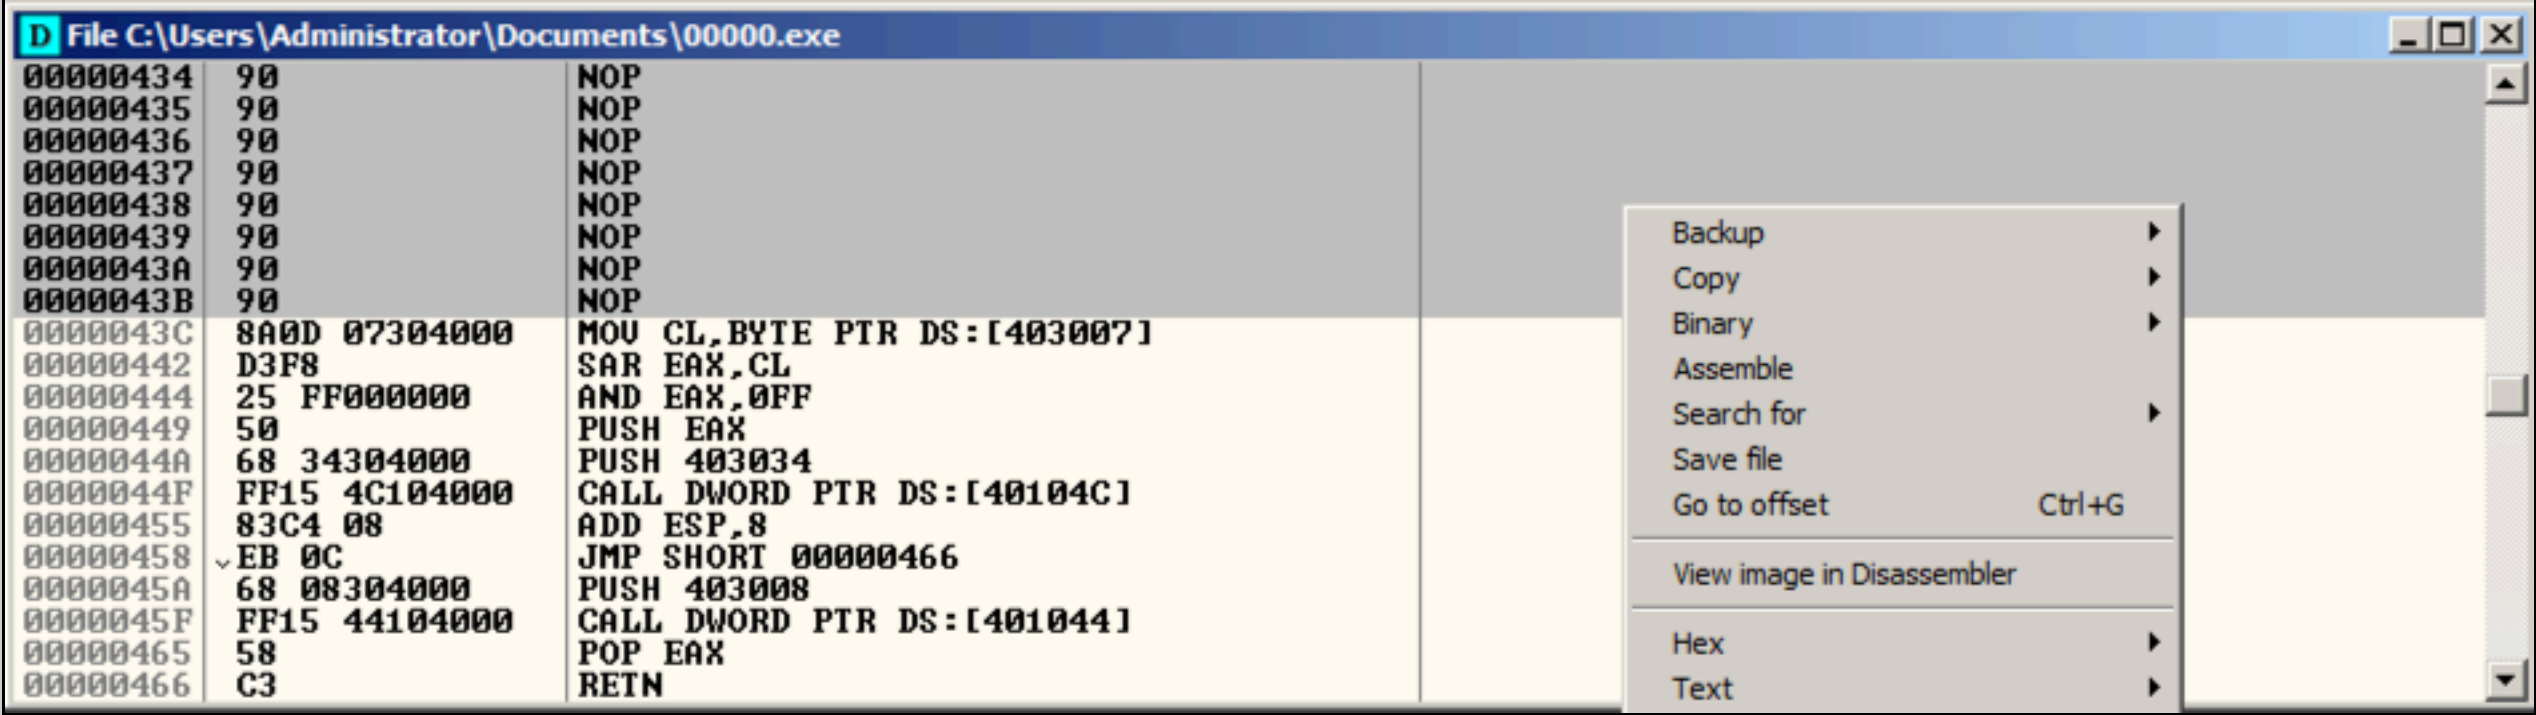 D File C:\Users\Administrator\Documents\00000.exe
00000434 90 NOP
00000435 90 NOP
00000436 90 NOP
00000437 90 NOP
00000438 90 NOP
00000439 90 NOP
0000043A 90 NOP
0000043B 90 NOP
0000043C 8A0D 07304000 MOV CL,BYTE PTR DS:[403007]
00000442 D3F8 SAR EAX,CL
00000444 25 FF000000 AND EAX,0FF
00000449 50 PUSH EAX
0000044A 68 34304000 PUSH 403034
0000044F FF15 4C104000 CALL DWORD PTR DS:[40104C]
00000455 83C4 08 ADD ESP,8
00000458 EB 0C JMP SHORT 00000466
0000045A 68 08304000 PUSH 403008
0000045F FF15 44104000 CALL DWORD PTR DS:[401044]
00000465 58 POP EAX
00000466 C3 RETN
Backup
Copy
Binary
Assemble
Search for
Save file
Go to offset Ctrl+G
View image in Disassembler
Hex
Text